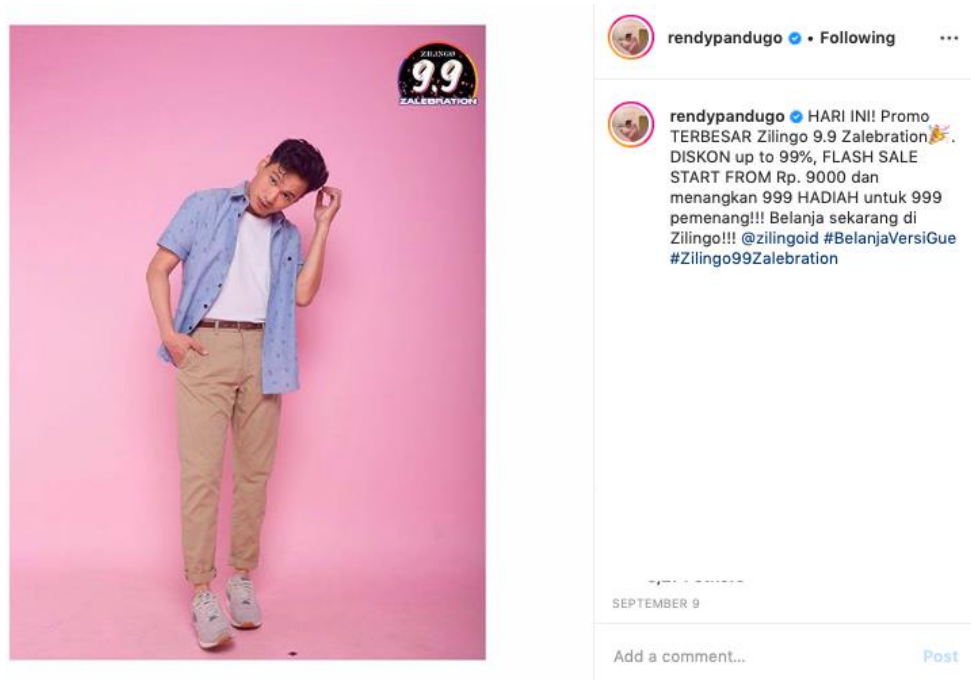 ZILINGO
9.9
ZALEBRATION
rendypandugo • Following
rendypandugo HARI INI! Promo
TERBESAR Zilingo 9.9 Zalebration🎉.
DISKON up to 99%, FLASH SALE
START FROM Rp. 9000 dan
menangkan 999 HADIAH untuk 999
pemenang!!! Belanja sekarang di
Zilingo!!! @zilingoid #BelanjaVersiGue
#Zilingo99Zalebration
SEPTEMBER 9
Add a comment...
Post